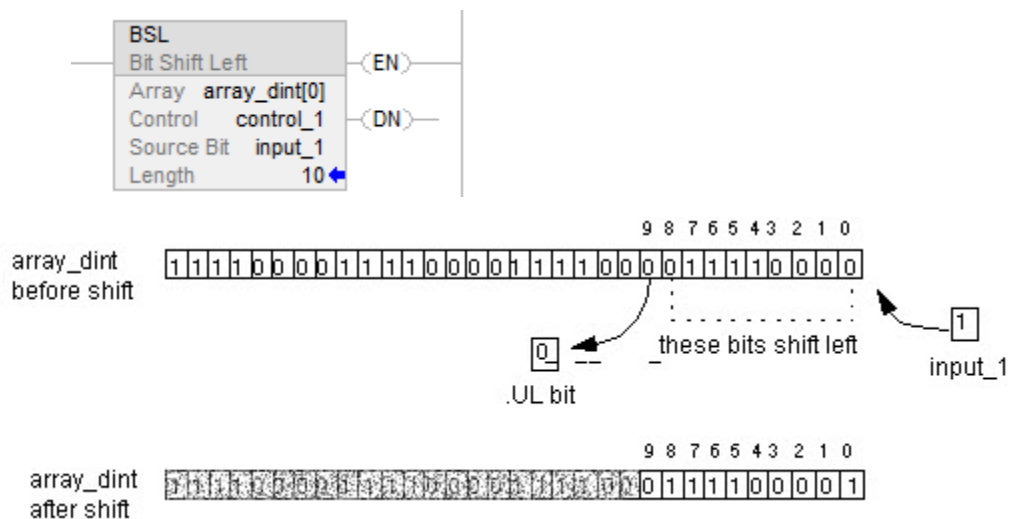 BSL
Bit Shift Left
EN
Array array_dint[0]
Control control_1
DN
Source Bit input_1
Length 10
9 8 7 6 5 4 3 2 1 0
array_dint
before shift
1 1 1 1 0 0 0 0 1 1 1 1 0 0 0 0 1 1 1 1 0 0 0 0 1 1 1 1 0 0 0 0
1
input_1
these bits shift left
0
.UL bit
9 8 7 6 5 4 3 2 1 0
array_dint
after shift
0 1 1 1 1 0 0 0 0 1